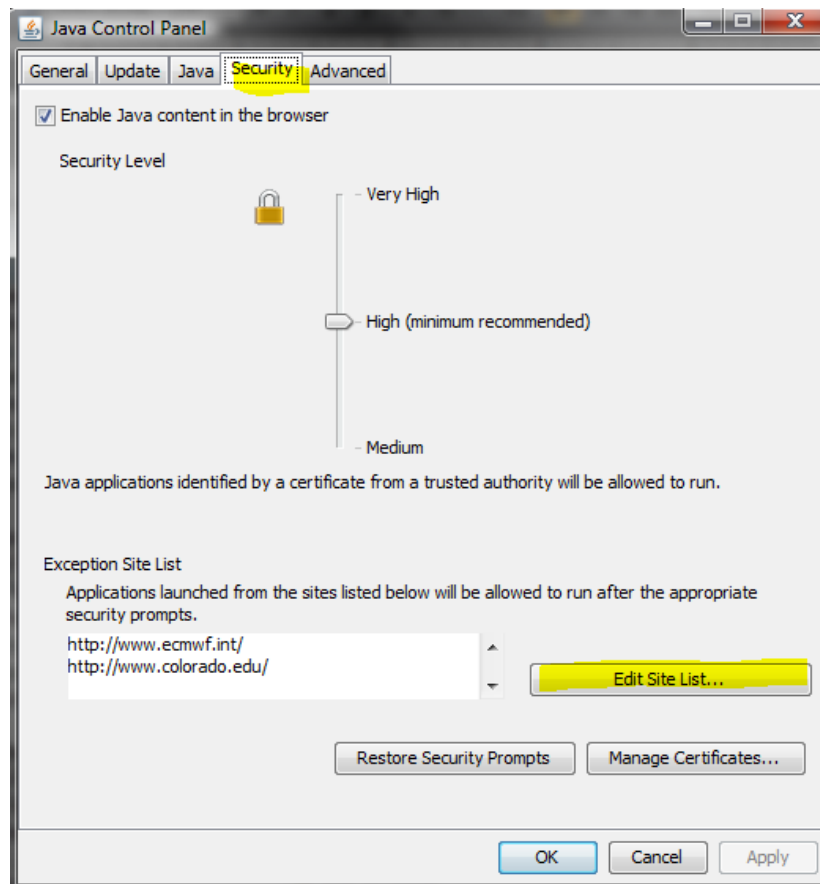 Java Control Panel
General Update Java Security Advanced
Enable Java content in the browser
Security Level
- Very High
- High (minimum recommended)
- Medium
Java applications identified by a certificate from a trusted authority will be allowed to run.
Exception Site List
Applications launched from the sites listed below will be allowed to run after the appropriate
security prompts.
http://www.ecmwf.int/
http://www.colorado.edu/
Edit Site List...
Restore Security Prompts Manage Certificates...
OK Cancel Apply